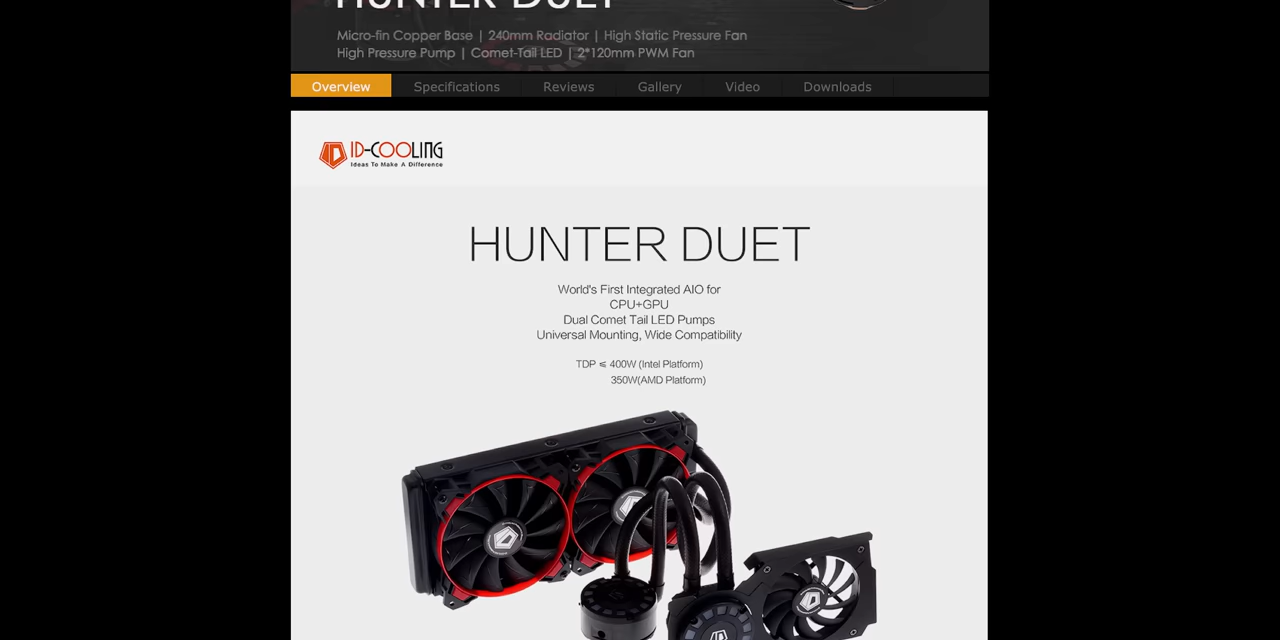 HUNTER DUET
Micro-fin Copper Base | 240mm Radiator | High Static Pressure Fan
High Pressure Pump | Comet-Tail LED | 2*120mm PWM Fan
Overview Specifications Reviews Gallery Video Downloads
ID-COOLING
Ideas To Make A Difference
HUNTER DUET
World's First Integrated AIO for
CPU+GPU
Dual Comet Tail LED Pumps
Universal Mounting, Wide Compatibility
TDP ≤ 400W (Intel Platform)
350W(AMD Platform)